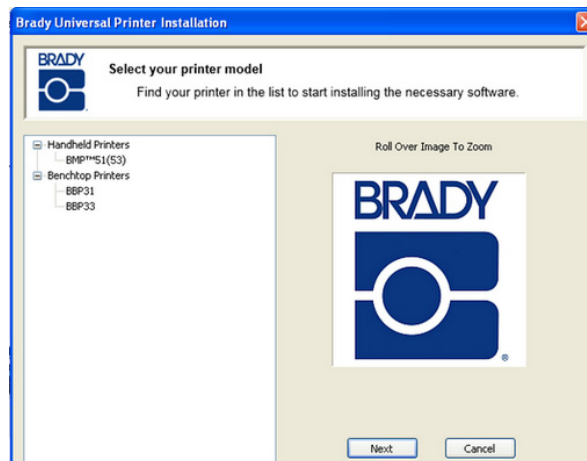 Brady Universal Printer Installation
BRADY
Select your printer model
Find your printer in the list to start installing the necessary software.
Handheld Printers
BMP™51(53)
Benchtop Printers
BBP31
BBP33
Roll Over Image To Zoom
BRADY
®
Next
Cancel